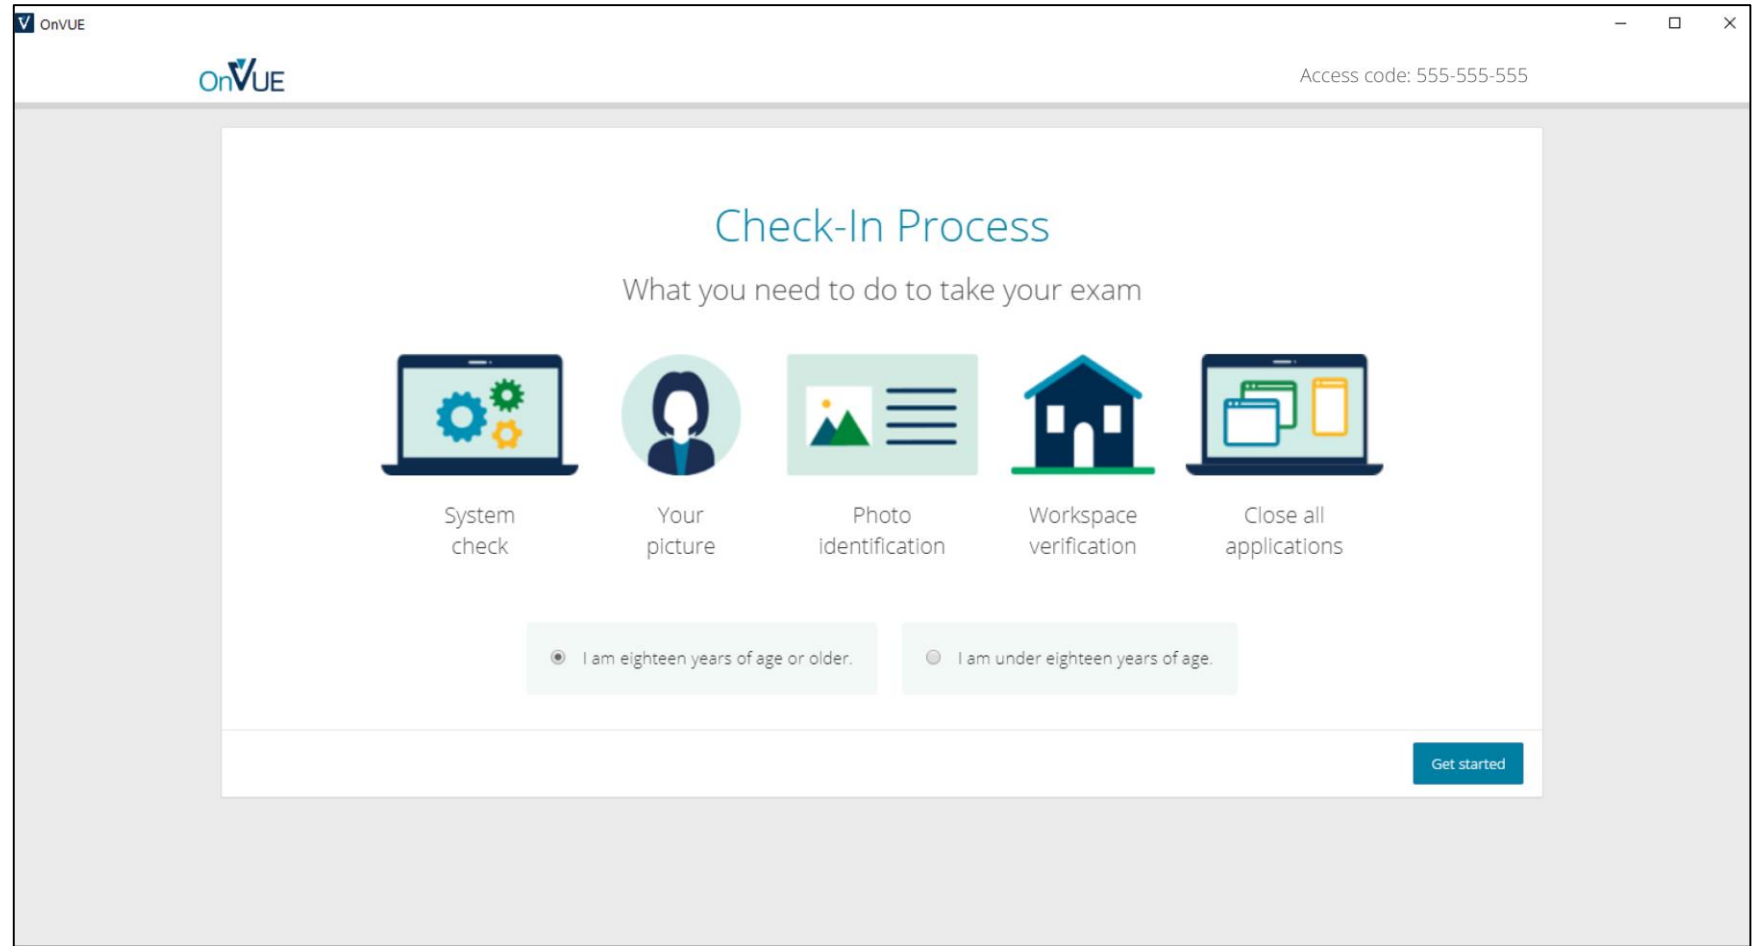 OnVUE
OnVUE
Access code: 555-555-555
Check-In Process
What you need to do to take your exam
System
check
Your
picture
Photo
identification
Workspace
verification
Close all
applications
I am eighteen years of age or older.
I am under eighteen years of age.
Get started